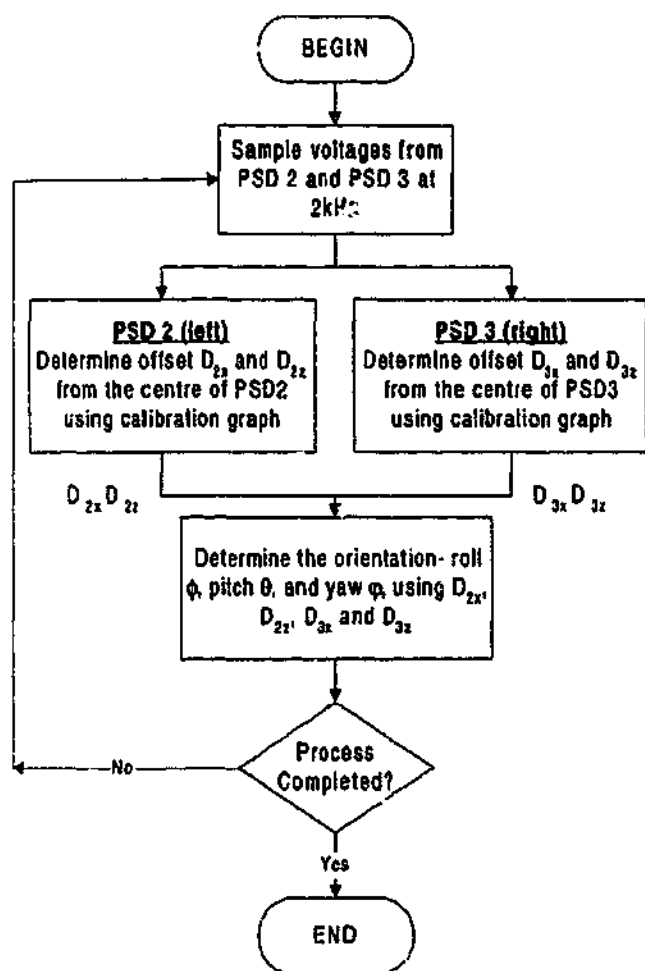 BEGIN
Sample voltages from
PSD 2 and PSD 3 at
2kHz
PSD 2 (left)
Determine offset D₂ₓ and D₂z
from the centre of PSD2
using calibration graph
PSD 3 (right)
Determine offset D₃ₓ and D₃z
from the centre of PSD3
using calibration graph
D₂ₓ D₂z
D₃ₓ D₃z
Determine the orientation- roll
ϕ, pitch θ, and yaw φ, using D₂ₓ,
D₂z, D₃ₓ and D₃z
Process
Completed?
No
Yes
END